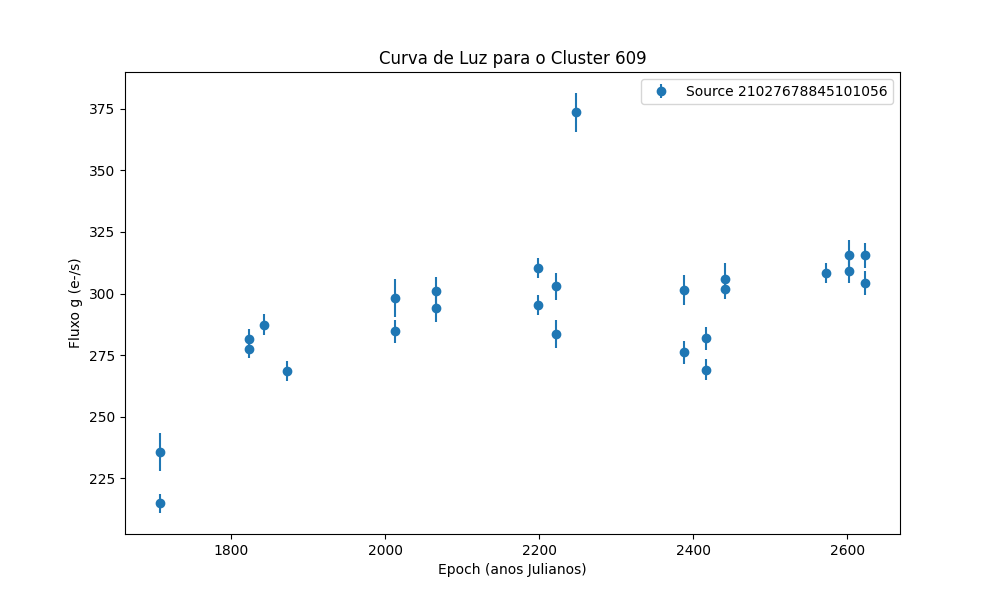 Curva de Luz para o Cluster 609
Source 21027678845101056
Fluxo g (e-/s)
375
350
325
300
275
250
225
1800 2000 2200 2400 2600
Epoch (anos Julianos)